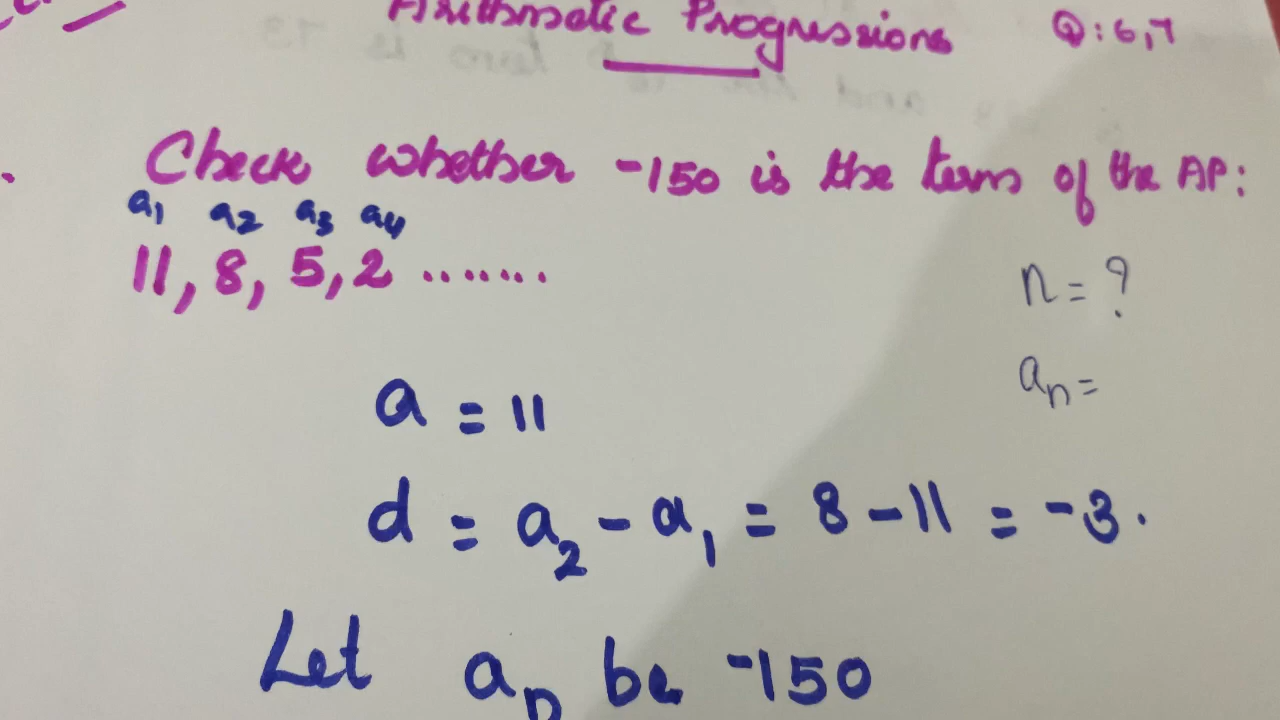 Arithmetic Progressions Q:6,7
Check whether -150 is the term of the AP:
a1 a2 a3 a4
11, 8, 5, 2 .......
n = ?
an =
a = 11
d = a2 - a1 = 8 - 11 = -3.
Let an be -150